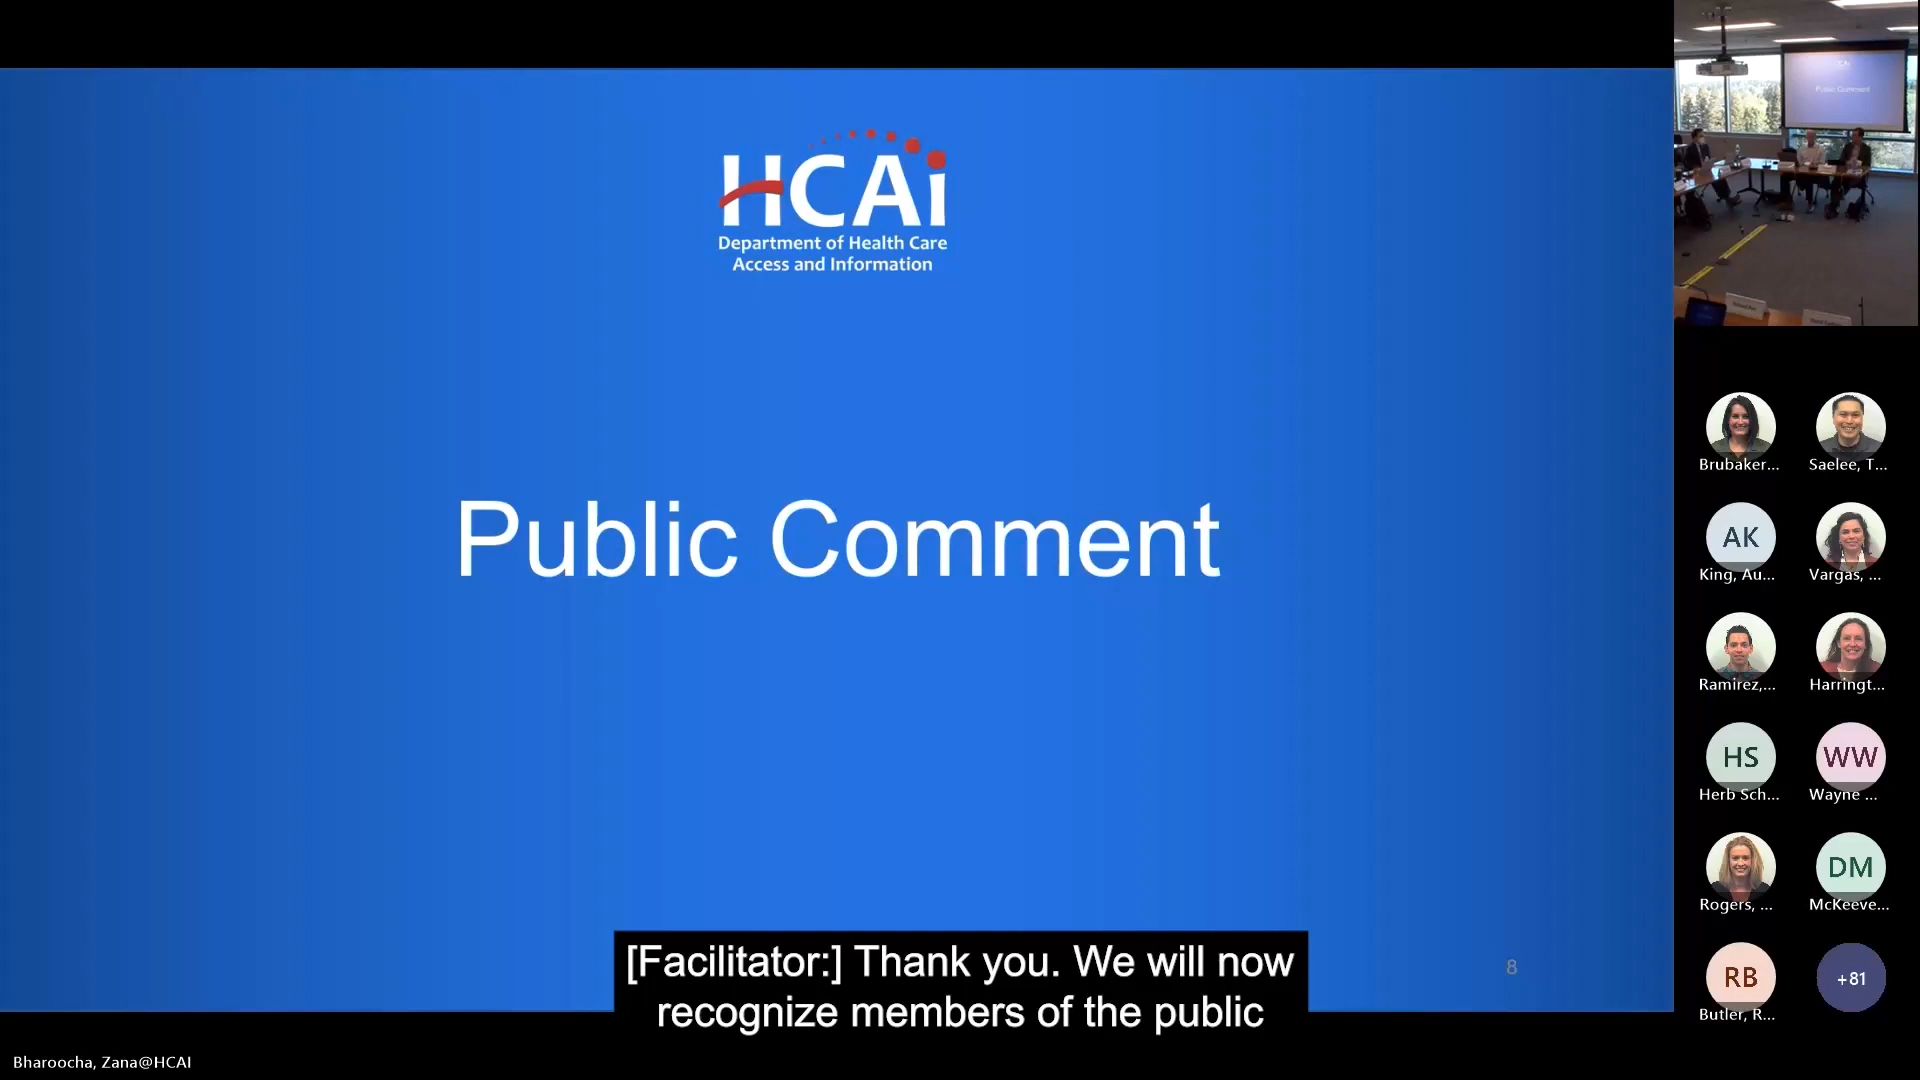 HCAi
Department of Health Care
Access and Information
Public Comment
8
[Facilitator:] Thank you. We will now
recognize members of the public
Bharoocha, Zana@HCAI
Public Comment
Brubaker...
Saelee, T...
AK
King, Au...
Vargas, ...
Ramirez,...
Harringt...
HS
Herb Sch...
WW
Wayne ...
Rogers, ...
DM
McKeeve...
RB
Butler, R...
+81